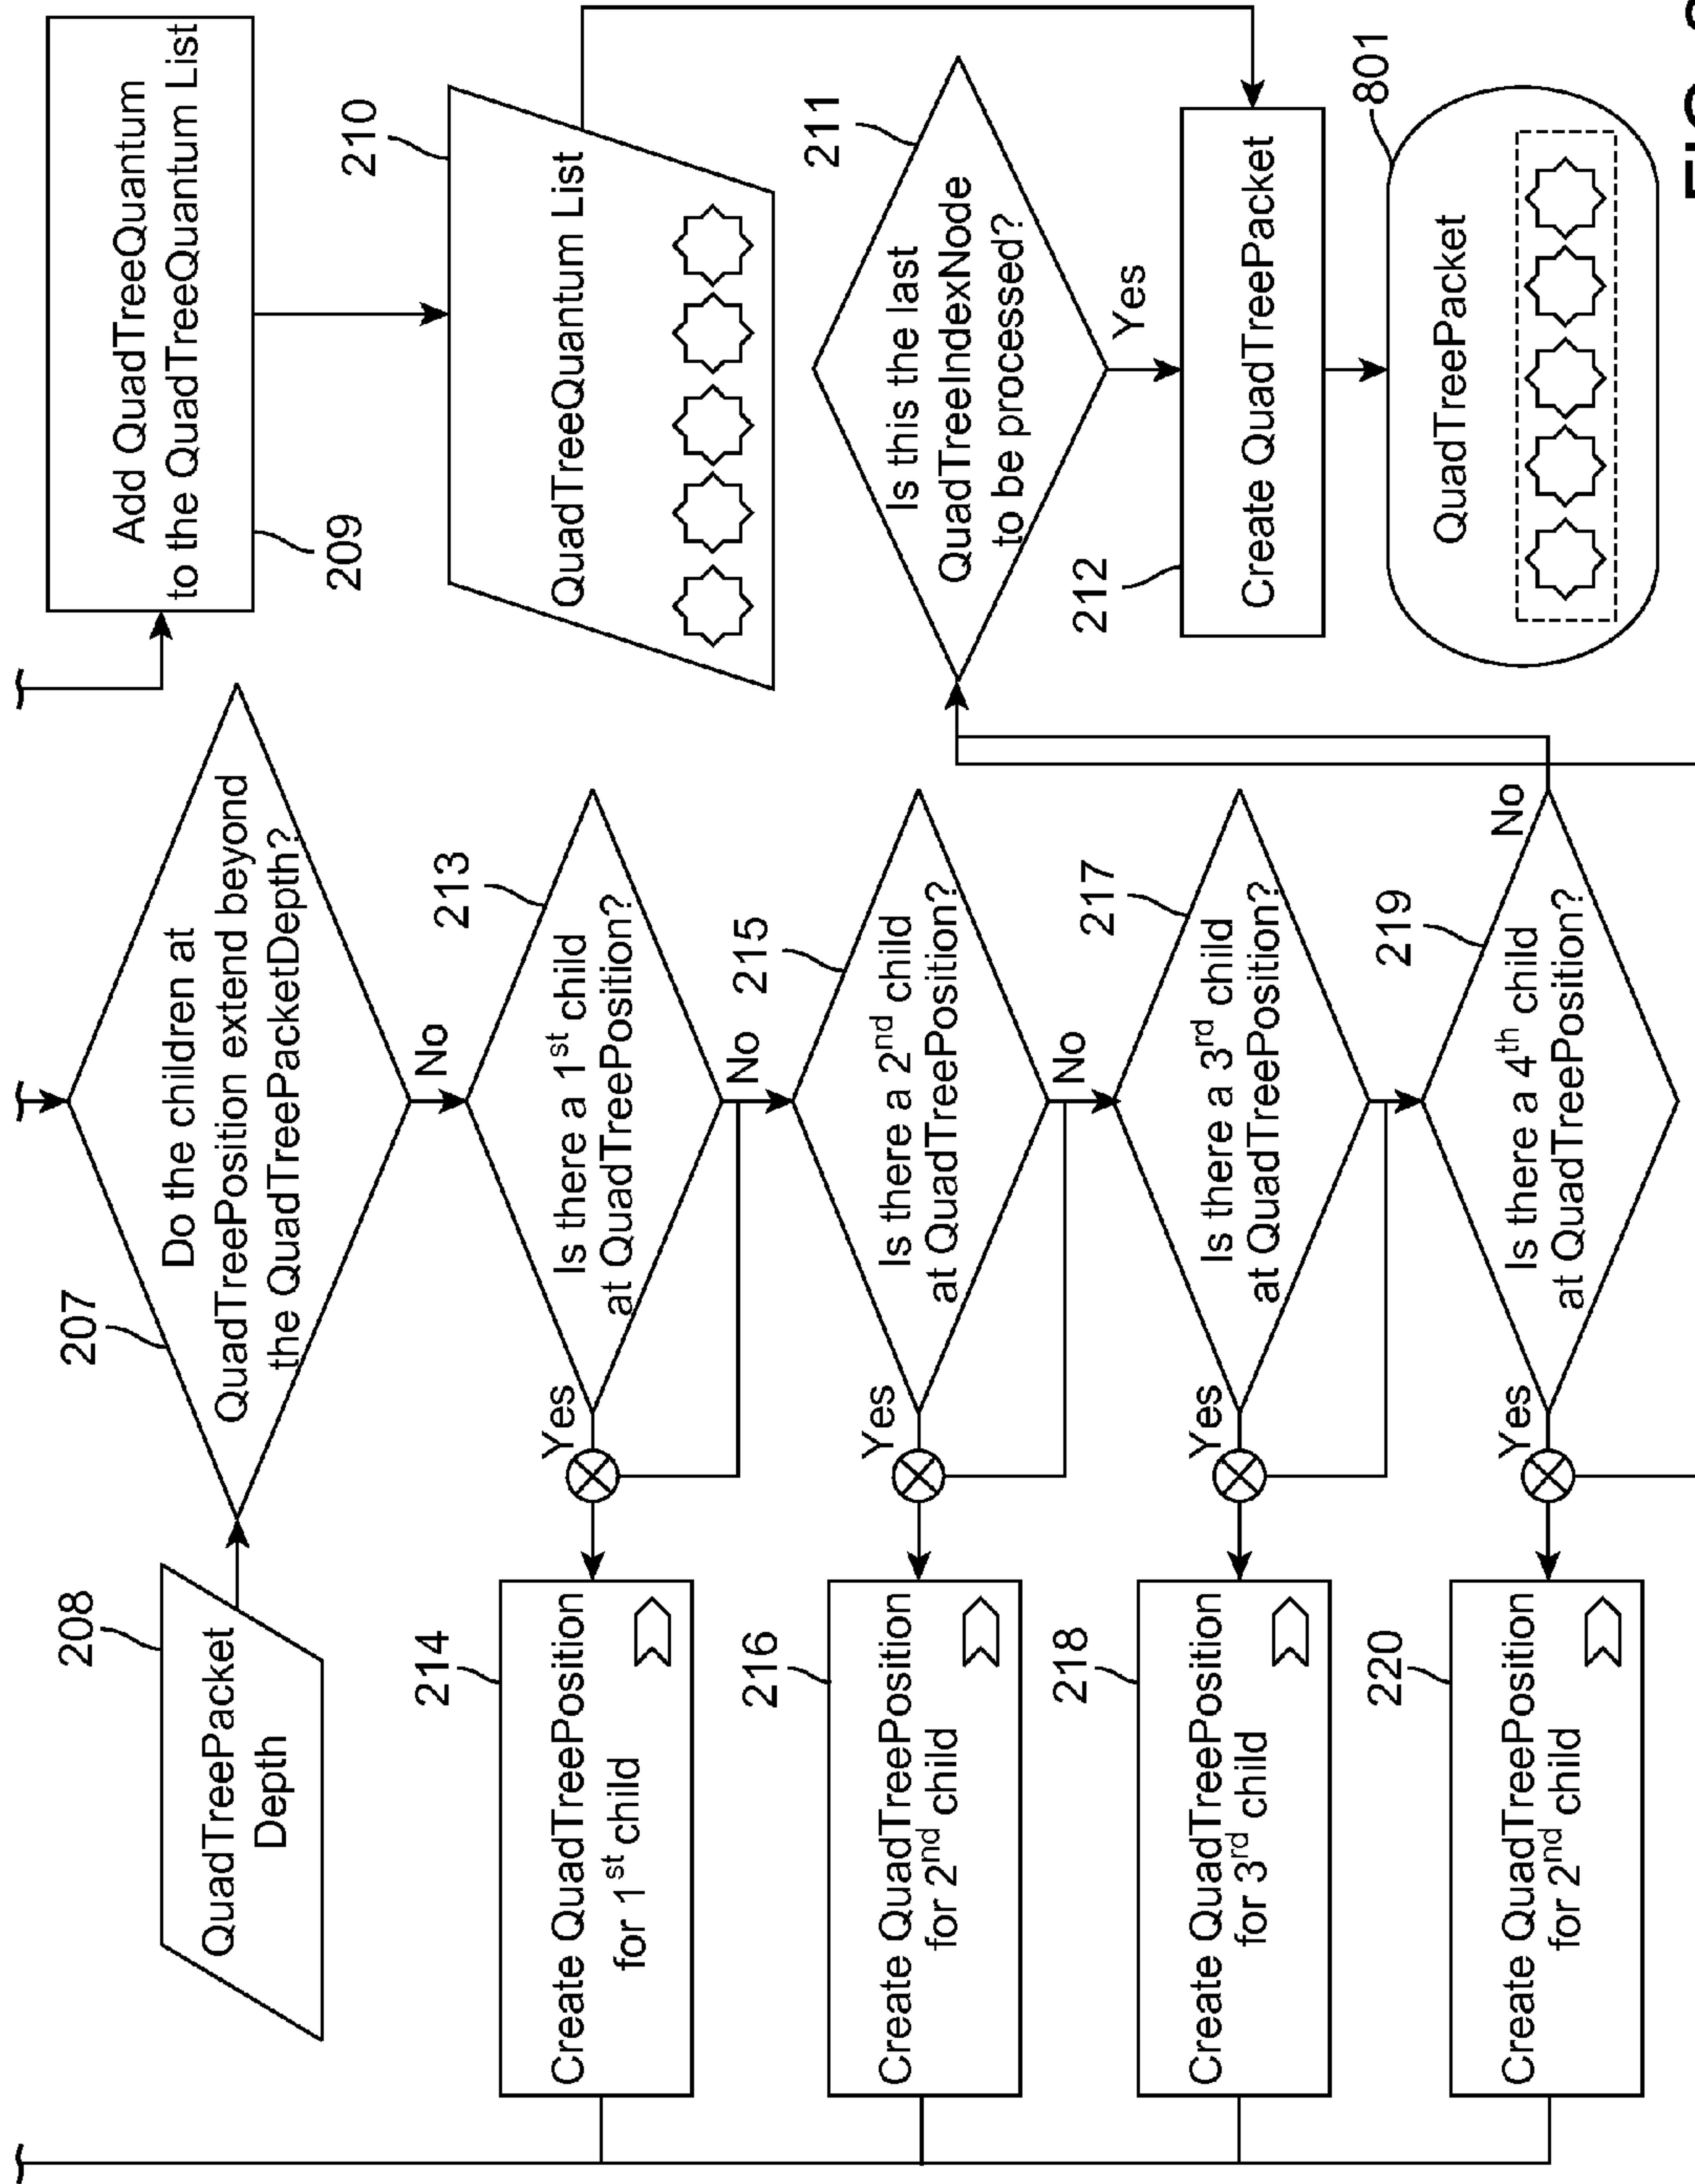 207
Do the children at
QuadTreePosition extend beyond
the QuadTreePacketDepth?
208
QuadTreePacket
Depth
No
213
Is there a 1st child
at QuadTreePosition?
Yes
No
214
Create QuadTreePosition
for 1st child
215
Is there a 2nd child
at QuadTreePosition?
Yes
No
216
Create QuadTreePosition
for 2nd child
217
Is there a 3rd child
at QuadTreePosition?
Yes
218
Create QuadTreePosition
for 3rd child
219
Is there a 4th child
at QuadTreePosition?
Yes
No
220
Create QuadTreePosition
for 2nd child
Add QuadTreeQuantum
to the QuadTreeQuantum List
209
210
QuadTreeQuantum List
211
Is this the last
QuadTreeIndexNode
to be processed?
Yes
212
Create QuadTreePacket
801
QuadTreePacket